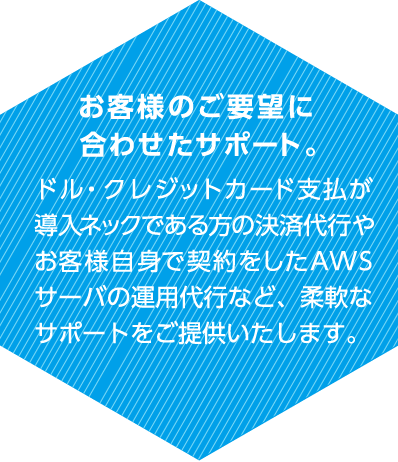 お客様のご要望に
合わせたサポート。
ドル・クレジットカード支払が
導入ネックである方の決済代行や
お客様自身で契約をしたAWS
サーバの運用代行など、柔軟な
サポートをご提供いたします。